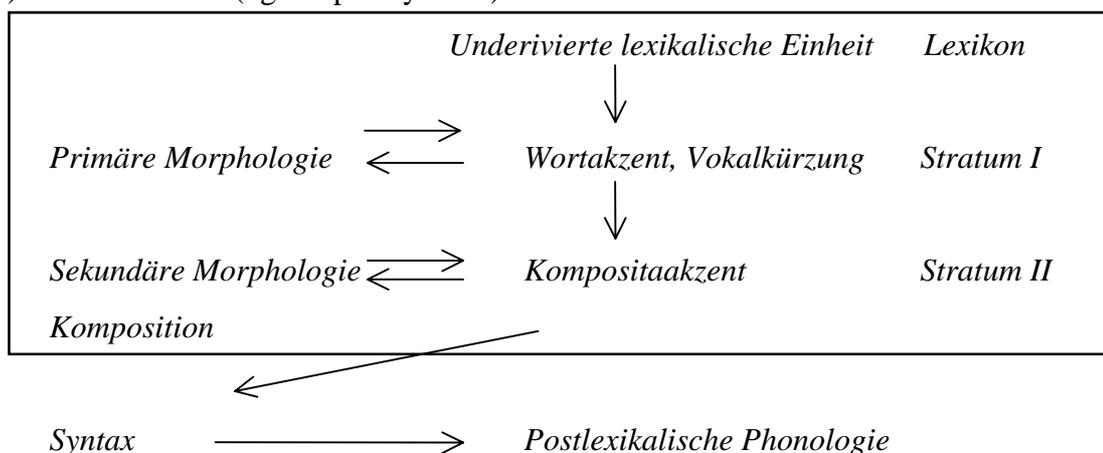 Underivierte lexikalische Einheit Lexikon
Primäre Morphologie Wortakzent, Vokalkürzung Stratum I
Sekundäre Morphologie Kompositaakzent Stratum II
Komposition
Syntax Postlexikalische Phonologie